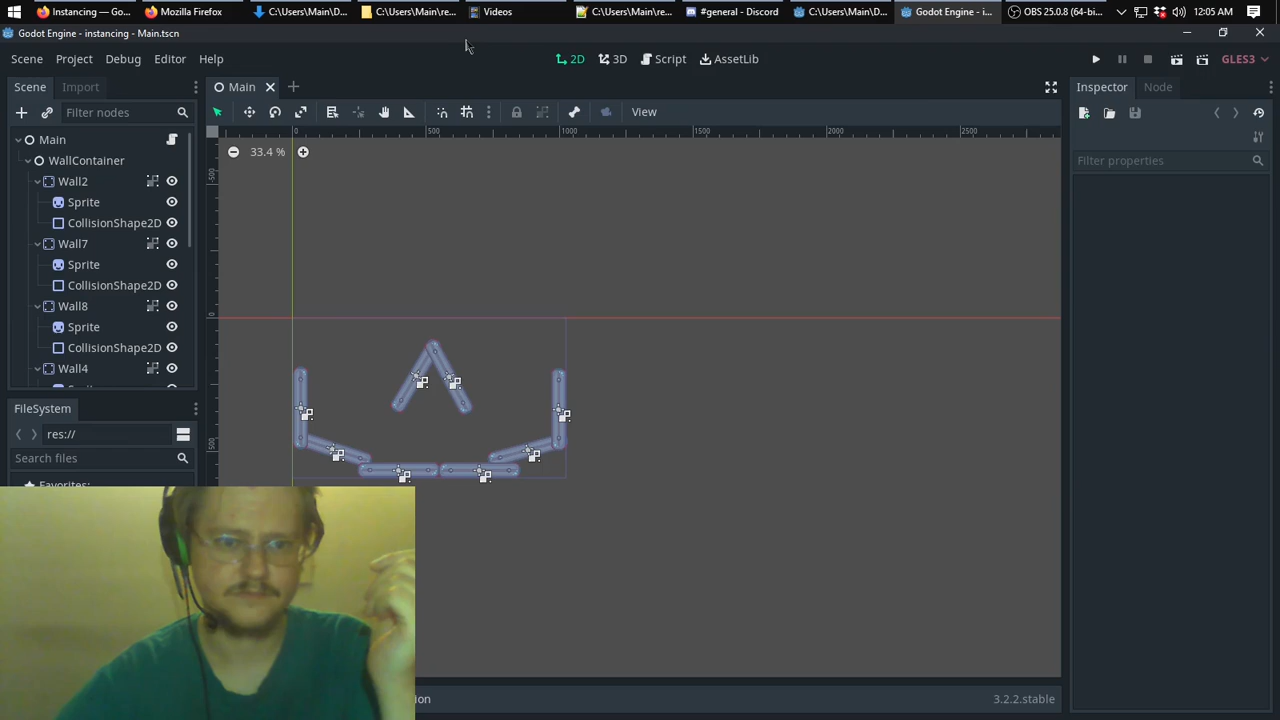 Instancing — Go...
Mozilla Firefox
C:\Users\Main\D...
C:\Users\Main\re...
Videos
C:\Users\Main\re...
#general - Discord
C:\Users\Main\D...
Godot Engine - i...
OBS 25.0.8 (64-bi...
12:05 AM
Godot Engine - instancing - Main.tscn
Scene Project Debug Editor Help
2D 3D Script AssetLib
GLES3
Scene Import
Main
Inspector Node
Filter nodes
View
Main
WallContainer
Wall2
Sprite
CollisionShape2D
Wall7
Sprite
CollisionShape2D
Wall8
Sprite
CollisionShape2D
Wall4
0 500 1000 1500 2000 2500
33.4 %
Filter properties
FileSystem
res://
Search files
Favorites:
3.2.2.stable